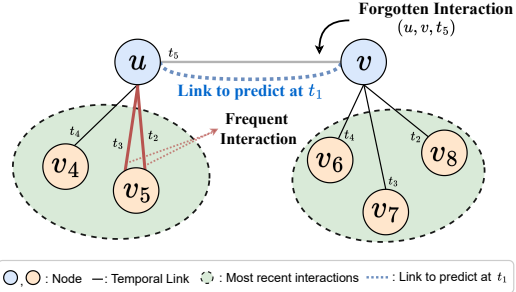 Forgotten Interaction
(u, v, t₅)
t₅
u
v
Link to predict at t₁
t₄
t₃
t₂
Frequent
Interaction
t₄
t₂
t₃
v₄
v₅
v₆
v₇
v₈
, : Node — : Temporal Link : Most recent interactions : Link to predict at t₁